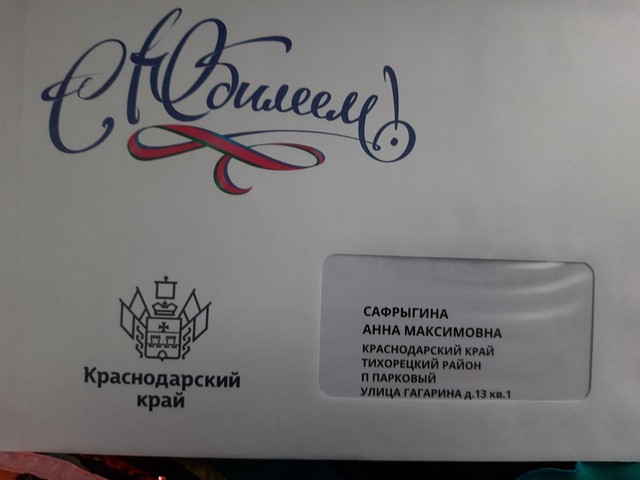 С Юбилеем!
САФРЫГИНА
АННА МАКСИМОВНА
КРАСНОДАРСКИЙ КРАЙ
ТИХОРЕЦКИЙ РАЙОН
П ПАРКОВЫЙ
УЛИЦА ГАГАРИНА д.13 кв.1
Краснодарский
край